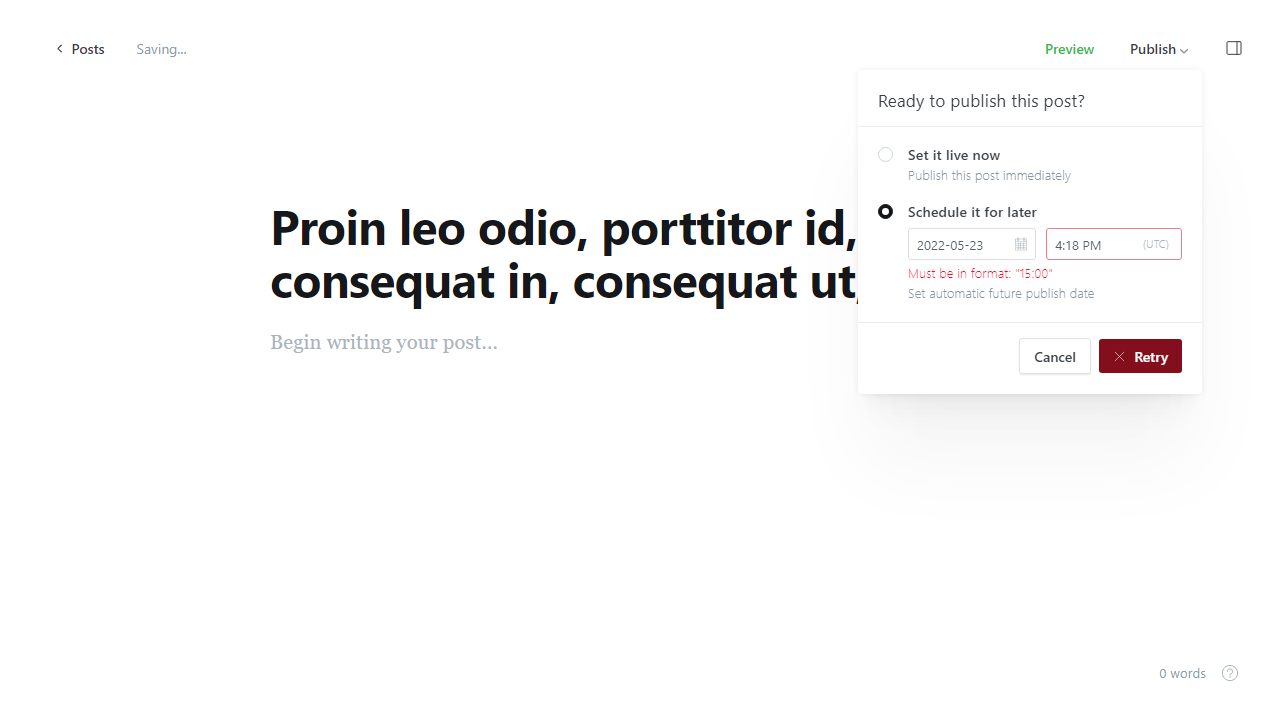 Posts
Saving...
Preview
Publish
Ready to publish this post?
Set it live now
Publish this post immediately
Schedule it for later
2022-05-23
4:18 PM
(UTC)
Must be in format: "15:00"
Set automatic future publish date
Cancel
Retry
Proin leo odio, porttitor id,
consequat in, consequat ut,
Begin writing your post...
0 words
?